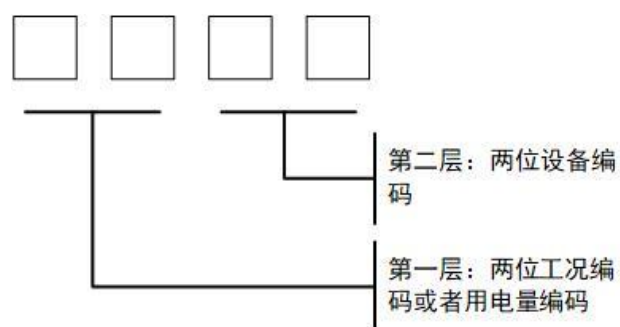 第二层：两位设备编
码
第一层：两位工况编
码或者用电量编码